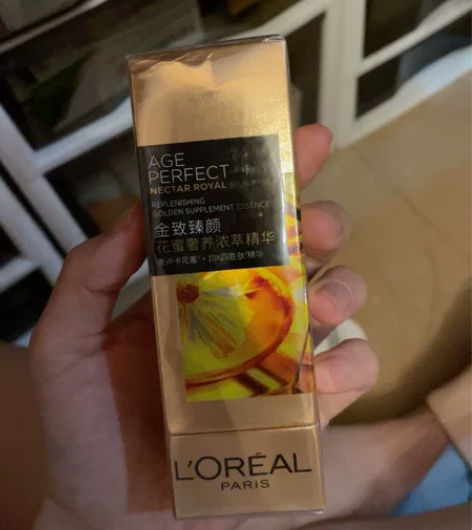 AGE
PERFECT
NECTAR ROYAL
REPLENISHING
GOLDEN SUPPLEMENT ESSENCE
金致臻颜
花蜜奢养浓萃精华
L'ORÉAL
PARIS